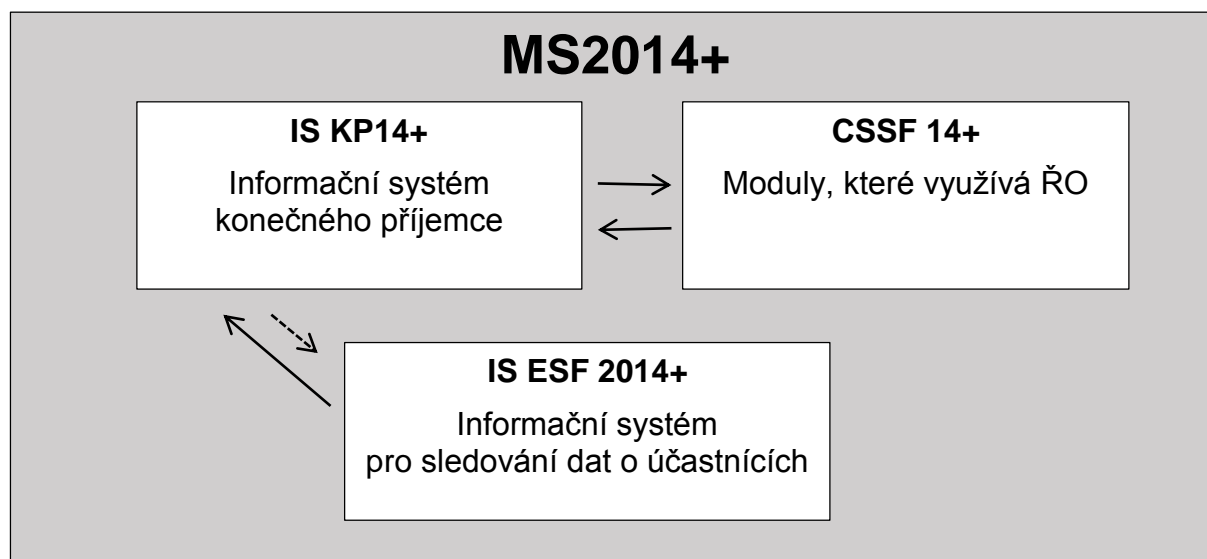 MS2014+
IS KP14+
Informační systém
konečného příjemce
CSSF 14+
Moduly, které využívá ŘO
IS ESF 2014+
Informační systém
pro sledování dat o účastnících